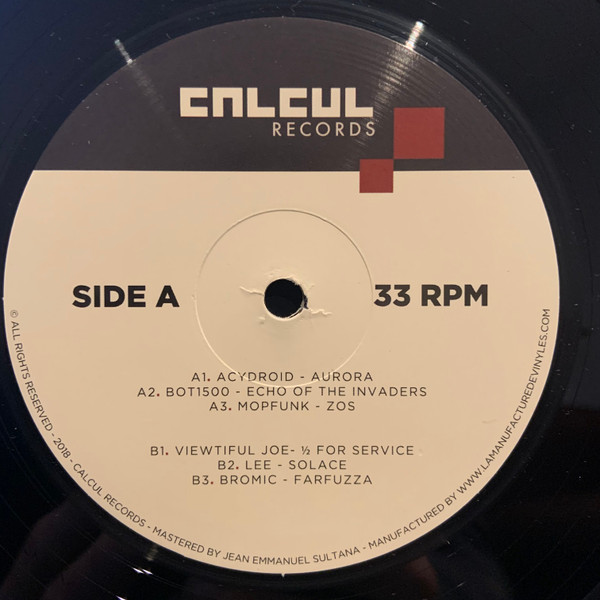 CALCUL
RECORDS
SIDE A
33 RPM
A1. ACYDROID - AURORA
A2. BOT1500 - ECHO OF THE INVADERS
A3. MOPFUNK - ZOS
B1. VIEWTIFUL JOE- ½ FOR SERVICE
B2. LEE - SOLACE
B3. BROMIC - FARFUZZA
© ALL RIGHTS RESERVED - 2018 - CALCUL RECORDS - MASTERED BY JEAN EMMANUEL SULTANA - MANUFACTURED BY WWW.LAMANUFACTUREDEVINYLES.COM